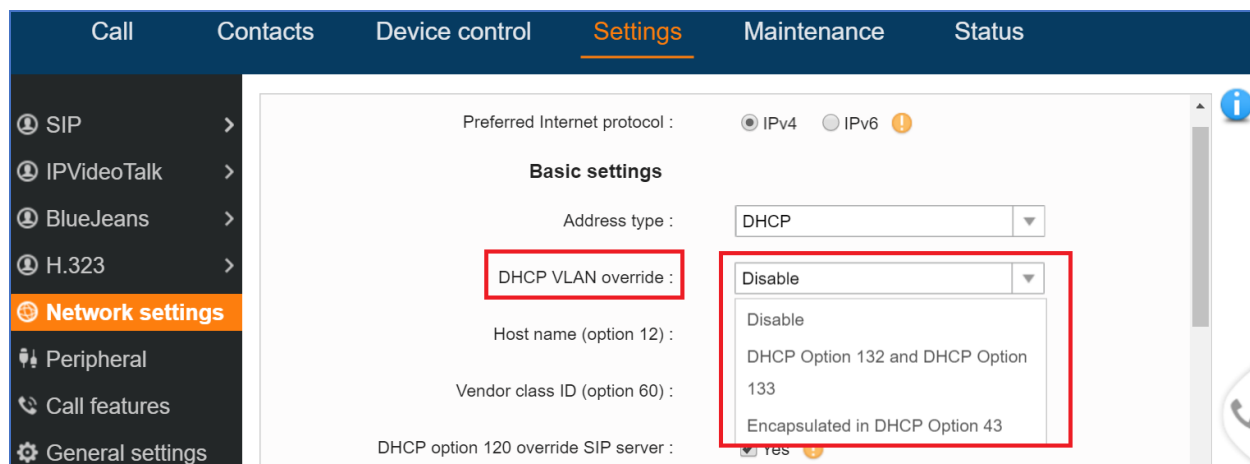 Call Contacts Device control Settings Maintenance Status
SIP
IPVideoTalk
BlueJeans
H.323
Network settings
Peripheral
Call features
General settings
Preferred Internet protocol : IPv4 IPv6
Basic settings
Address type : DHCP
DHCP VLAN override : Disable
Disable
DHCP Option 132 and DHCP Option
133
Encapsulated in DHCP Option 43
Host name (option 12) :
Vendor class ID (option 60) :
DHCP option 120 override SIP server : Yes